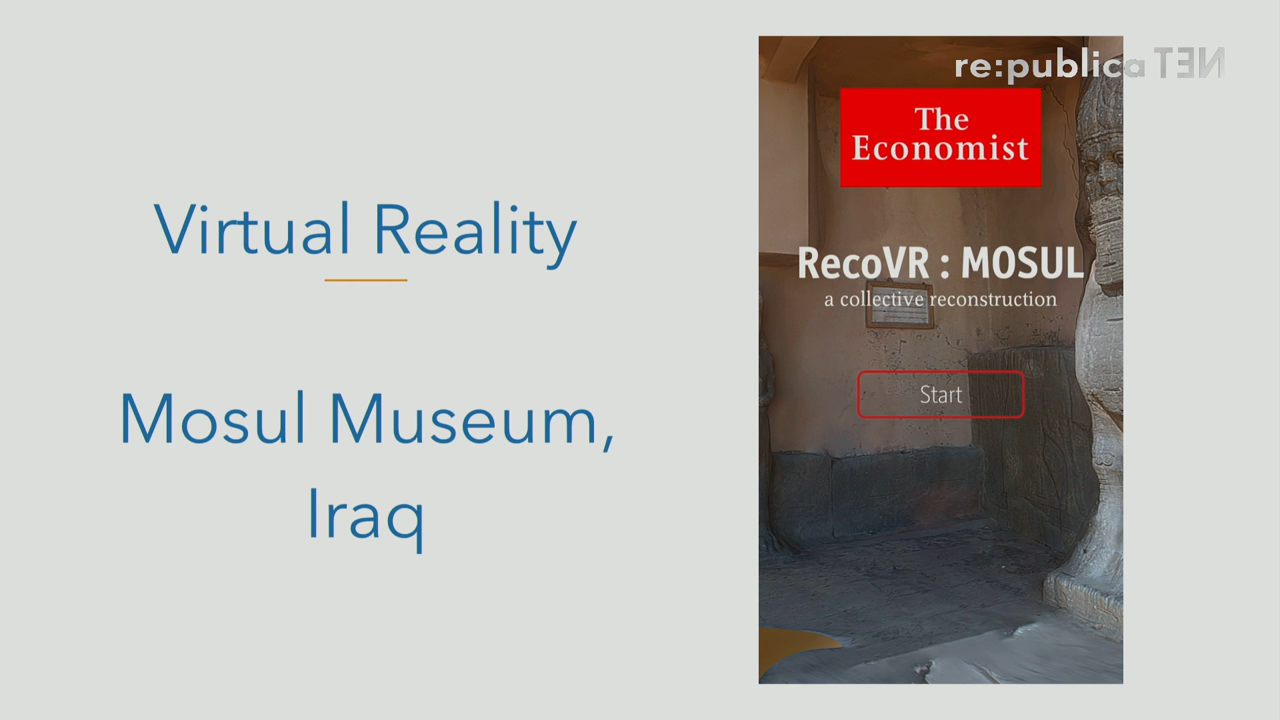 re:publica TEN
Virtual Reality
Mosul Museum,
Iraq
The
Economist
RecoVR : MOSUL
a collective reconstruction
Start